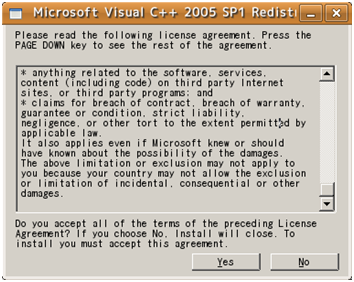 Microsoft Visual C++ 2005 SP1 Redistri
Please read the following license agreement. Press the
PAGE DOWN key to see the rest of the agreement.
* anything related to the software, services,
content (including code) on third party Internet
sites, or third party programs; and
* claims for breach of contract, breach of warranty,
guarantee or condition, strict liability,
negligence, or other tort to the extent permitted by
applicable law.
It also applies even if Microsoft knew or should
have known about the possibility of the damages.
The above limitation or exclusion may not apply to
you because your country may not allow the exclusion
or limitation of incidental, consequential or other
damages.
Do you accept all of the terms of the preceding License
Agreement? If you choose No, Install will close. To
install you must accept this agreement.
Yes
No